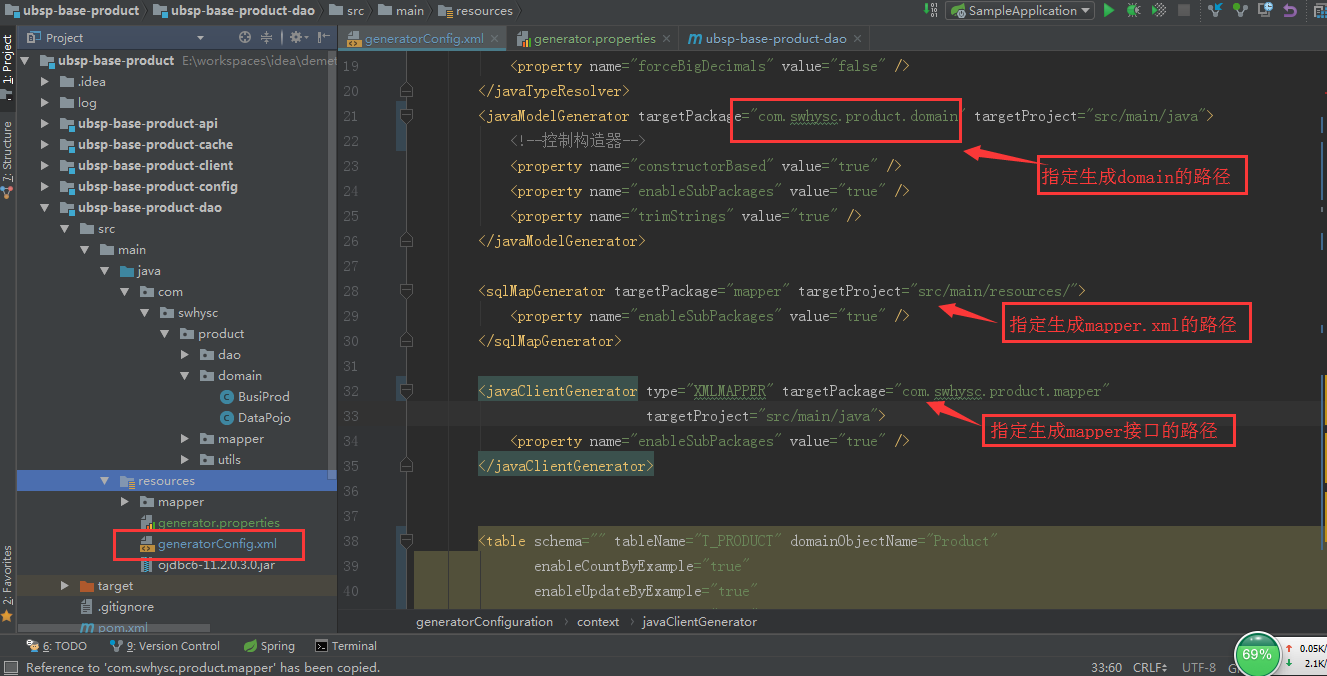 ubsp-base-product ubsp-base-product-dao src main resources SampleApplication
Project generatorConfig.xml generator.properties ubsp-base-product-dao
1: Project
7: Structure
2: Favorites
ubsp-base-product E:\workspaces\idea\demet
.idea
log
ubsp-base-product-api
ubsp-base-product-cache
ubsp-base-product-client
ubsp-base-product-config
ubsp-base-product-dao
src
main
java
com
swhysc
product
dao
domain
BusiProd
DataPojo
mapper
utils
resources
mapper
generator.properties
generatorConfig.xml
ojdbc6-11.2.0.3.0.jar
target
.gitignore
pom.xml
19 <property name="forceBigDecimals" value="false" />
20 </javaTypeResolver>
21 <javaModelGenerator targetPackage="com.swhysc.product.domain" targetProject="src/main/java">
22 <!--控制构造器-->
23 <property name="constructorBased" value="true" />
24 <property name="enableSubPackages" value="true" />
25 <property name="trimStrings" value="true" />
26 </javaModelGenerator>
27
28 <sqlMapGenerator targetPackage="mapper" targetProject="src/main/resources/">
29 <property name="enableSubPackages" value="true" />
30 </sqlMapGenerator>
31
32 <javaClientGenerator type="XMLMAPPER" targetPackage="com.swhysc.product.mapper"
33 targetProject="src/main/java">
34 <property name="enableSubPackages" value="true" />
35 </javaClientGenerator>
36
37
38 <table schema="" tableName="T_PRODUCT" domainObjectName="Product"
39 enableCountByExample="true"
40 enableUpdateByExample="true"
指定生成domain的路径
指定生成mapper.xml的路径
指定生成mapper接口的路径
generatorConfiguration context javaClientGenerator
6: TODO 9: Version Control Spring Terminal
Reference to 'com.swhysc.product.mapper' has been copied. 33:60 CRLF UTF-8
69%
0.05K/
2.1K/